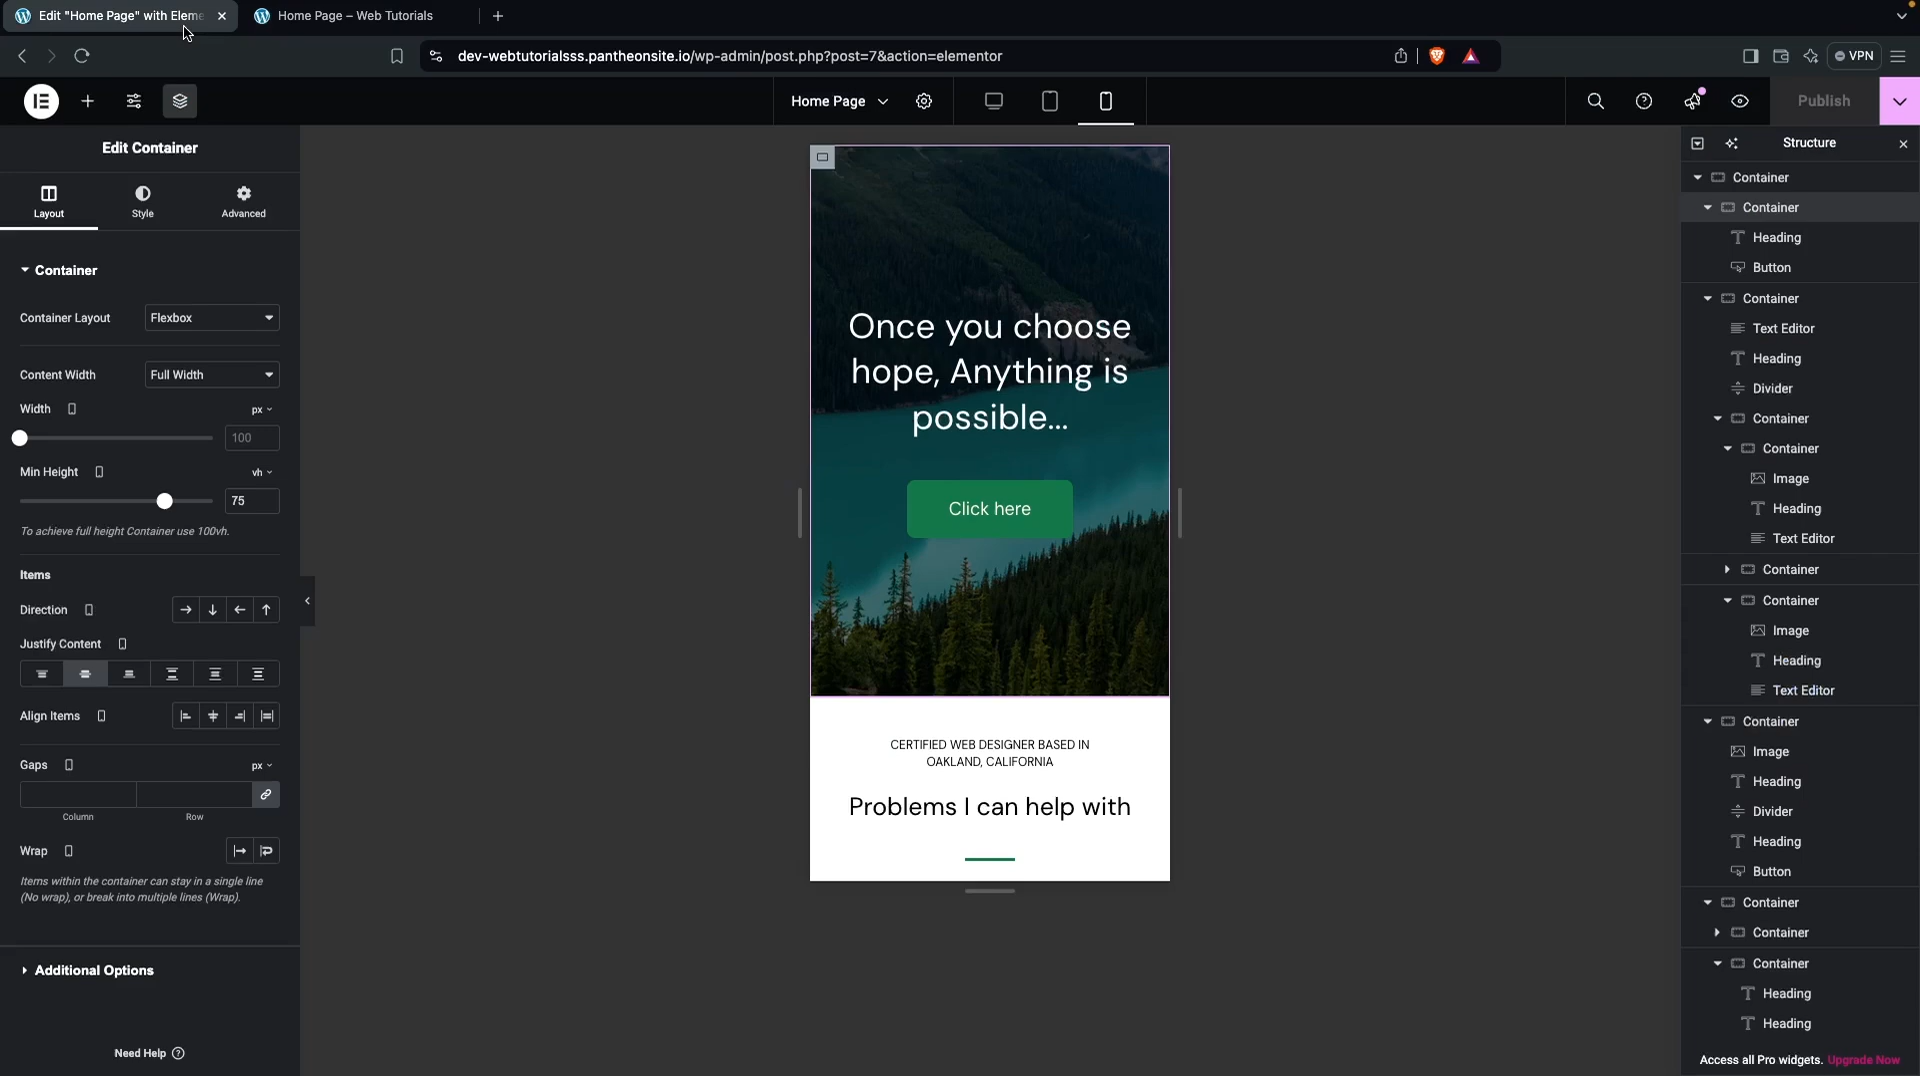 Edit "Home Page" with Eleme
Home Page – Web Tutorials
dev-webtutorialsss.pantheonsite.io/wp-admin/post.php?post=7&action=elementor
VPN
Home Page
Publish
Edit Container
Layout
Style
Advanced
Container
Container Layout
Flexbox
Content Width
Full Width
Width
px
100
Min Height
vh
75
To achieve full height Container use 100vh.
Items
Direction
Justify Content
Align Items
Gaps
px
Column
Row
Wrap
Items within the container can stay in a single line
(No wrap), or break into multiple lines (Wrap).
Additional Options
Need Help
Once you choose
hope, Anything is
possible...
Click here
CERTIFIED WEB DESIGNER BASED IN
OAKLAND, CALIFORNIA
Problems I can help with
Structure
Container
Container
Heading
Button
Container
Text Editor
Heading
Divider
Container
Container
Image
Heading
Text Editor
Container
Container
Image
Heading
Text Editor
Container
Image
Heading
Divider
Heading
Button
Container
Container
Container
Heading
Heading
Access all Pro widgets. Upgrade Now